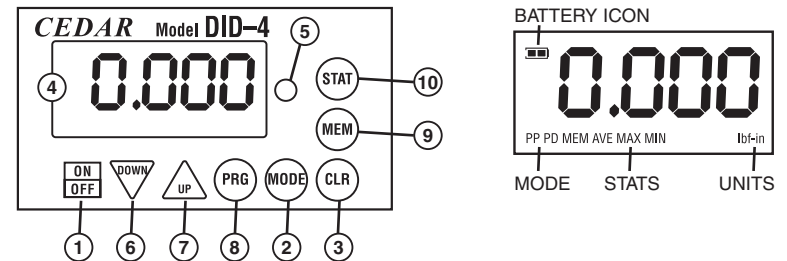 CEDAR Model DID-4
5
4
0.000
STAT
10
MEM
9
ON
OFF
DOWN
UP
PRG
MODE
CLR
1
6
7
8
2
3
BATTERY ICON
0.000
PP PD MEM AVE MAX MIN lbf-in
MODE STATS UNITS